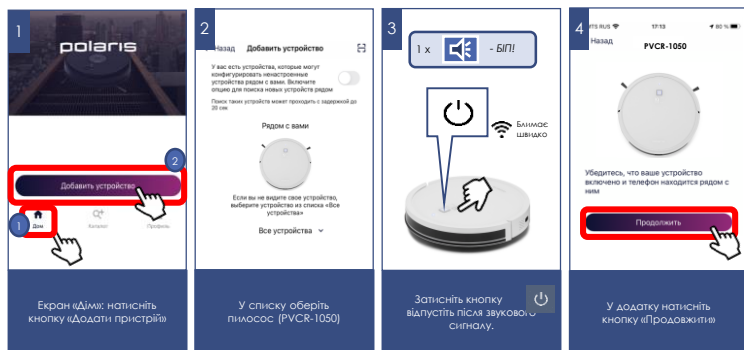 1
polaris
2
Добавить устройство
1
Дом
Каталог
Профиль
Екран «Дім»: натисніть
кнопку «Додати пристрій»
2
Назад Добавить устройство
У вас есть устройства, которые могут
конфигурировать ненастроенные
устройства рядом с вами. Включите
опцию для поиска новых устройств рядом
Поиск таких устройств может проходить с задержкой до
20 сек
Рядом с вами
Если вы не видите свое устройство,
выберите устройство из списка «Все
устройства»
Все устройства
У списку оберіть
пилосос (PVCR-1050)
3
1 x - БІП!
Блимає
швидко
Затисніть кнопку
відпустіть після звукового
сигналу.
4
MTS RUS 17:13 80 %
Назад
PVCR-1050
Убедитесь, что ваше устройство
включено и телефон находится рядом с
ним
Продолжить
У додатку натисніть
кнопку «Продовжити»